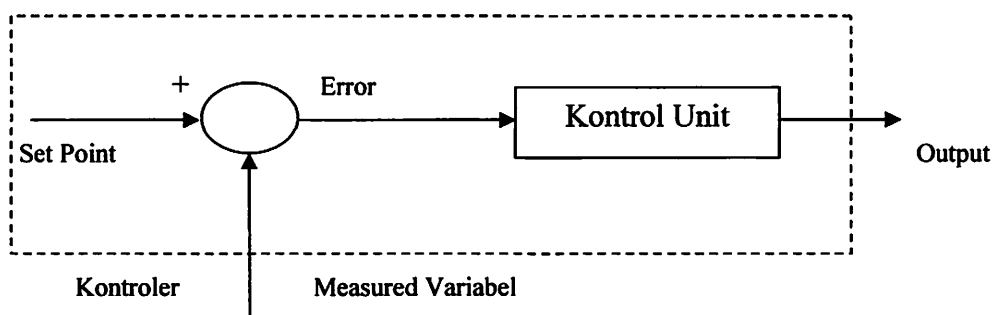 +
Error
Kontrol Unit
Set Point
Output
Kontroler
Measured Variabel